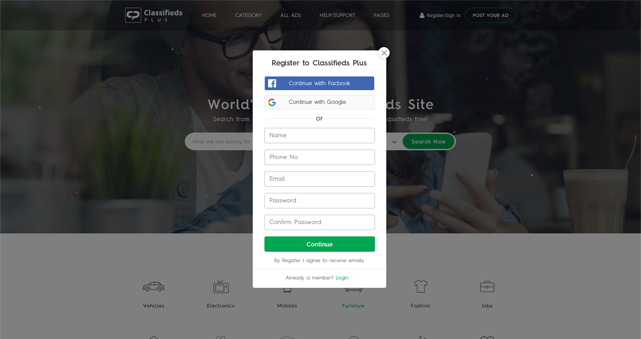 Classifieds
PLUS
HOME
CATEGORY
ALL ADS
HELP/SUPPORT
PAGES
Register/Sign In
POST YOUR AD
Register to Classifieds Plus
Continue with Facbook
Continue with Google
or
World'
ds Site
Search from
Classifieds free!
What are you looking
Search Now
Name
Phone No
Email
Password
Confirm Password
Continue
By Register I agree to receive emails
Already a member? Login
Vehicles
Electronics
Mobiles
Furniture
Fashion
Jobs